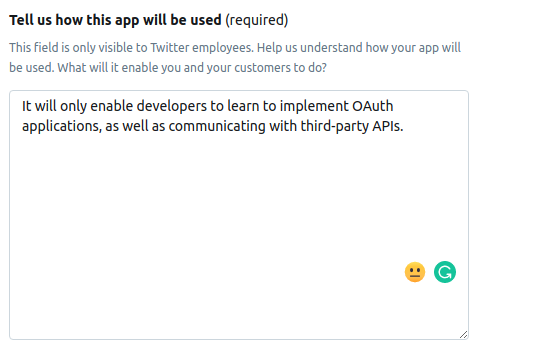 Tell us how this app will be used (required)
This field is only visible to Twitter employees. Help us understand how your app will
be used. What will it enable you and your customers to do?
It will only enable developers to learn to implement OAuth
applications, as well as communicating with third-party APIs.